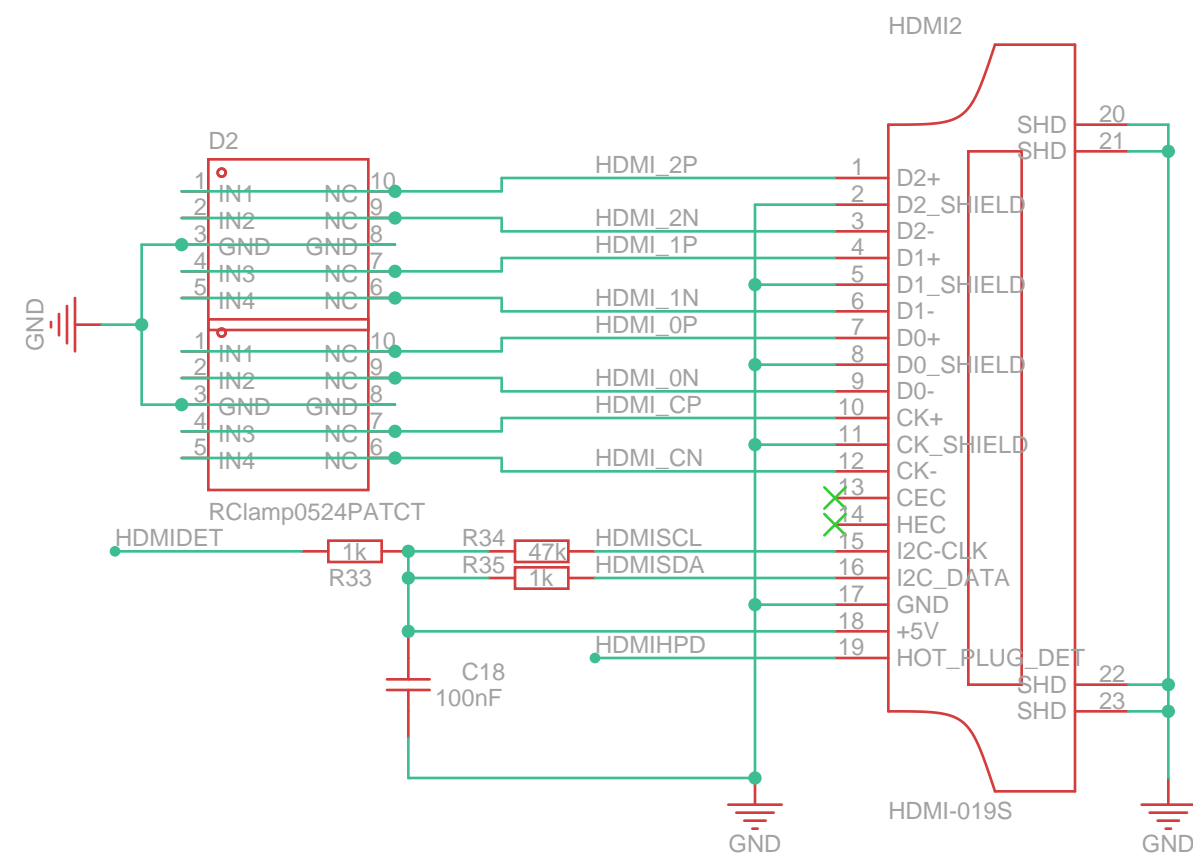 HDMI2
D2
1 IN1 NC 10
2 IN2 NC 9
3 GND GND 8
4 IN3 NC 7
5 IN4 NC 6
1 IN1 NC 10
2 IN2 NC 9
3 GND GND 8
4 IN3 NC 7
5 IN4 NC 6
RClamp0524PATCT
GND
HDMI_2P
HDMI_2N
HDMI_1P
HDMI_1N
HDMI_0P
HDMI_0N
HDMI_CP
HDMI_CN
1 D2+
2 D2_SHIELD
3 D2-
4 D1+
5 D1_SHIELD
6 D1-
7 D0+
8 D0_SHIELD
9 D0-
10 CK+
11 CK_SHIELD
12 CK-
13 CEC
14 HEC
15 I2C-CLK
16 I2C_DATA
17 GND
18 +5V
19 HOT_PLUG_DET
SHD 20
SHD 21
SHD 22
SHD 23
HDMIDET
1k
R33
R34
47k
HDMISCL
R35
1k
HDMISDA
HDMIHPD
C18
100nF
GND
HDMI-019S
GND